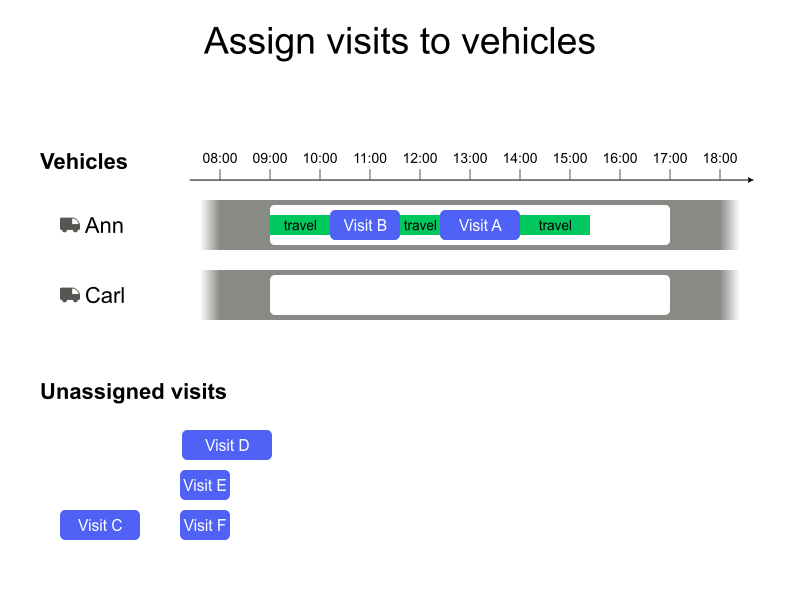 Assign visits to vehicles
Vehicles
08:00 09:00 10:00 11:00 12:00 13:00 14:00 15:00 16:00 17:00 18:00
Ann
travel Visit B travel Visit A travel
Carl
Unassigned visits
Visit D
Visit E
Visit C Visit F